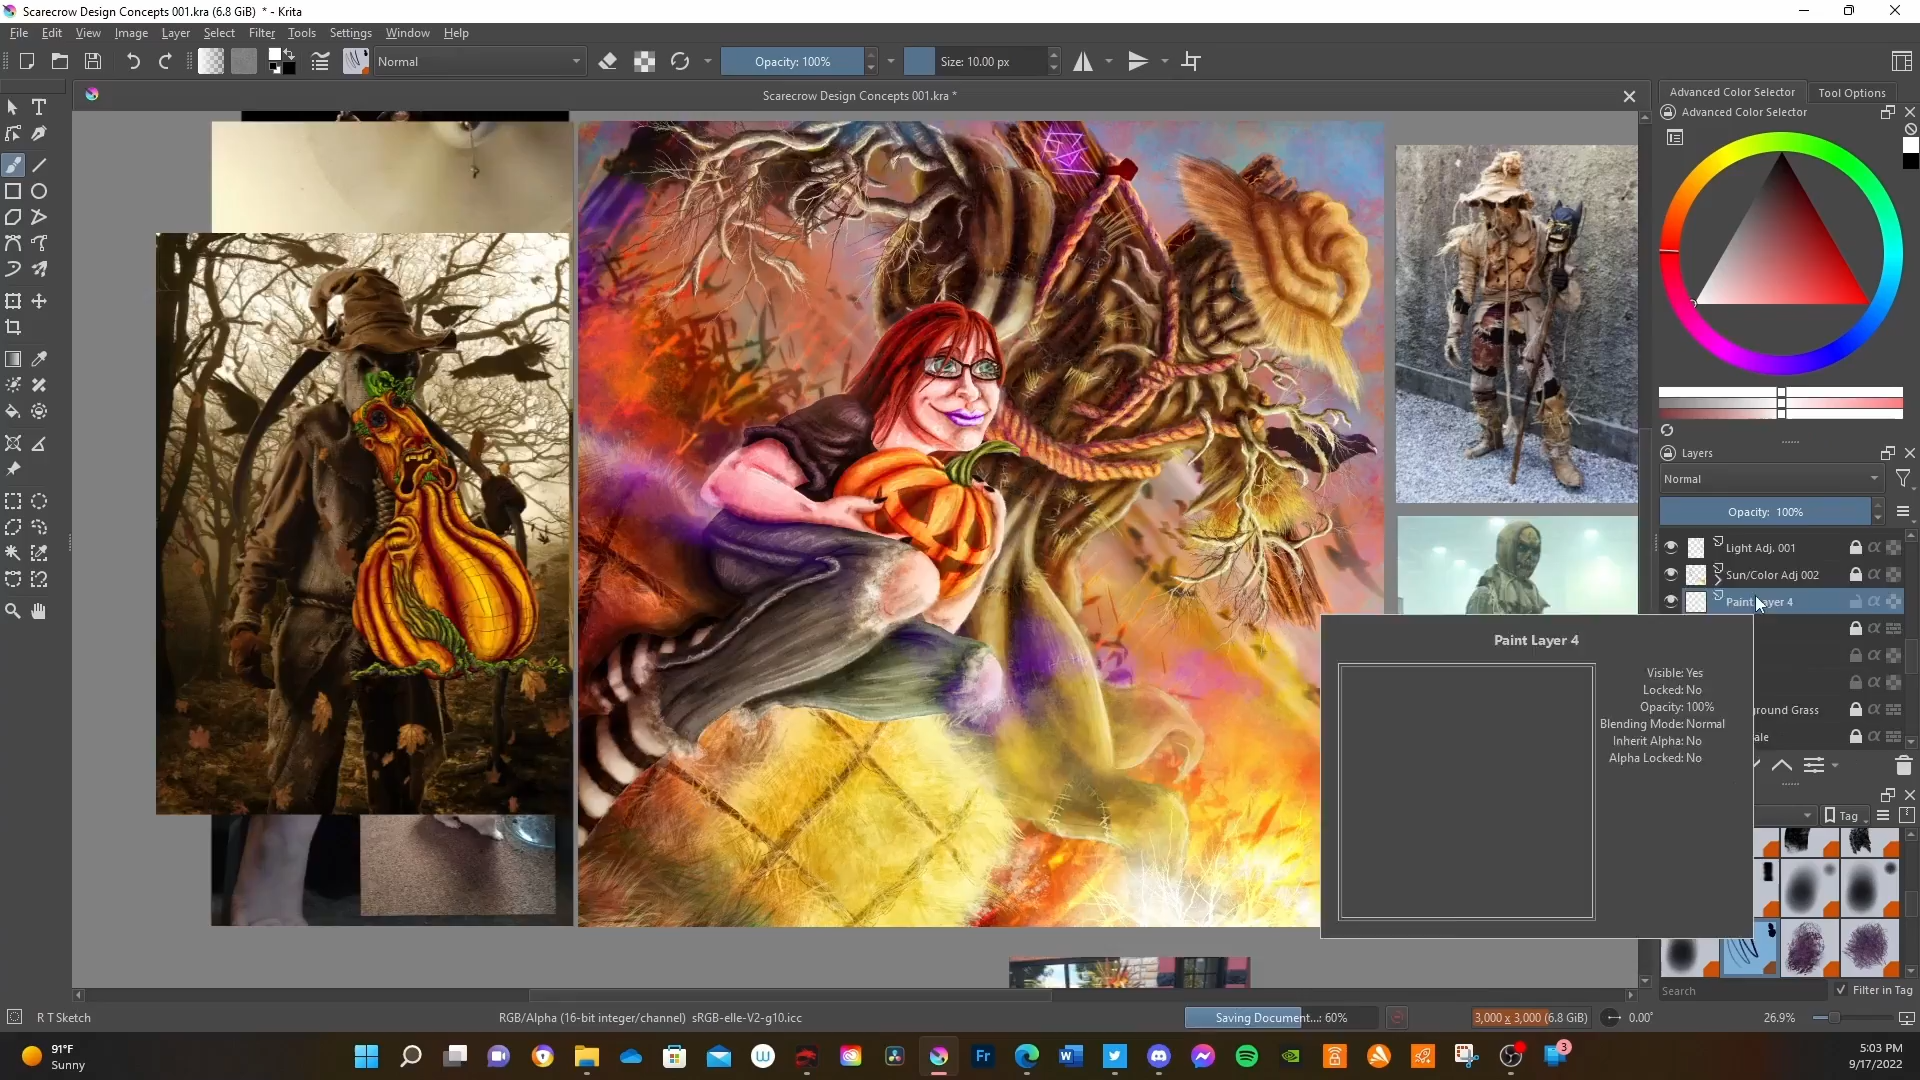 Scarecrow Design Concepts 001.kra (6.8 GiB) * - Krita
File Edit View Image Layer Select Filter Tools Settings Window Help
Normal
Opacity: 100%
Size: 10.00 px
Scarecrow Design Concepts 001.kra *
Advanced Color Selector
Tool Options
Advanced Color Selector
Layers
Normal
Opacity: 100%
Light Adj. 001
Sun/Color Adj 002
Paint Layer 4
round Grass
ale
Paint Layer 4
Visible: Yes
Locked: No
Opacity: 100%
Blending Mode: Normal
Inherit Alpha: No
Alpha Locked: No
Tag
Search
Filter in Tag
R T Sketch
RGB/Alpha (16-bit integer/channel) sRGB-elle-V2-g10.icc
Saving Document...: 60%
3,000 x 3,000 (6.8 GiB)
0.00°
26.9%
91°F
Sunny
Fr
3
5:03 PM
9/17/2022